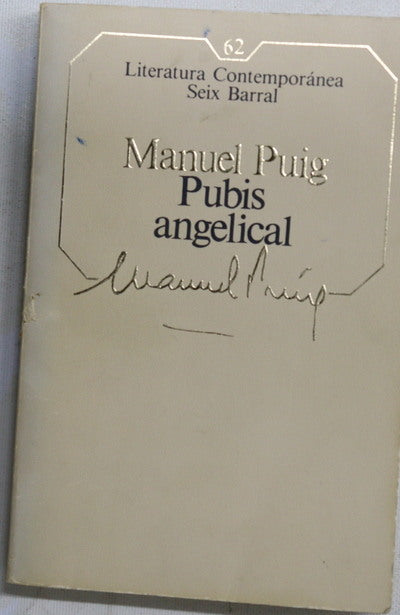 62
Literatura Contemporánea
Seix Barral
Manuel Puig
Pubis
angelical
Manuel Puig